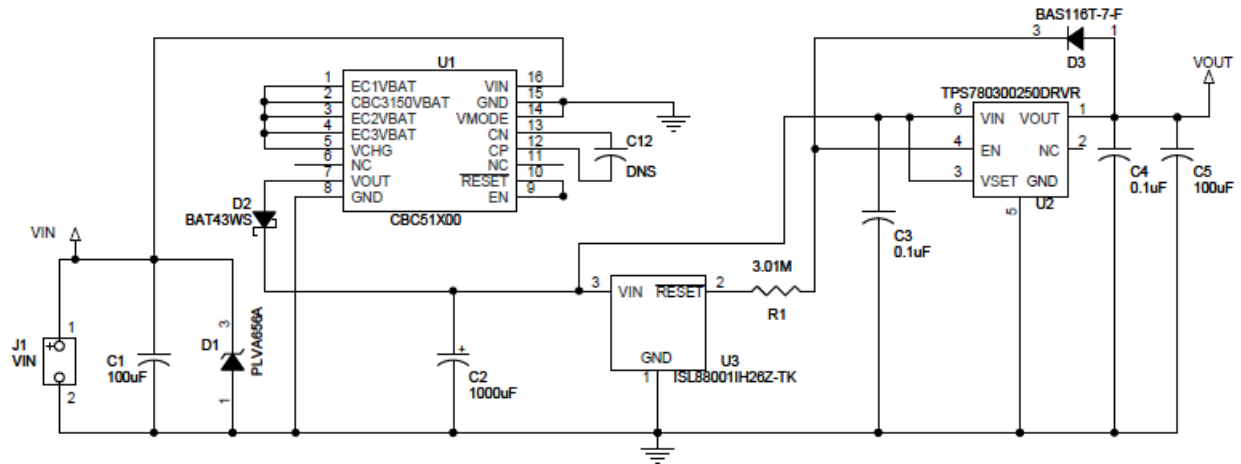 BAS116T-7-F
3 1
D3
VOUT
U1
1 EC1VBAT VIN 16
2 CBC3150VBAT GND 15
3 EC2VBAT VMODE 14
4 EC3VBAT CN 13
5 VCHG CP 12
6 NC NC 11
7 VOUT RESET 10
8 GND EN 9
CBC51X00
C12
DNS
TPS780300250DRVR
6 VIN VOUT 1
4 EN NC 2
3 VSET GND
5
U2
C4
0.1uF
C5
100uF
D2
BAT43WS
C3
0.1uF
VIN
3.01M
R1
3 VIN RESET 2
GND
1
U3
ISL88001IH26Z-TK
J1
VIN
1
+
2
C1
100uF
D1
3
PLVA656A
1
+
C2
1000uF